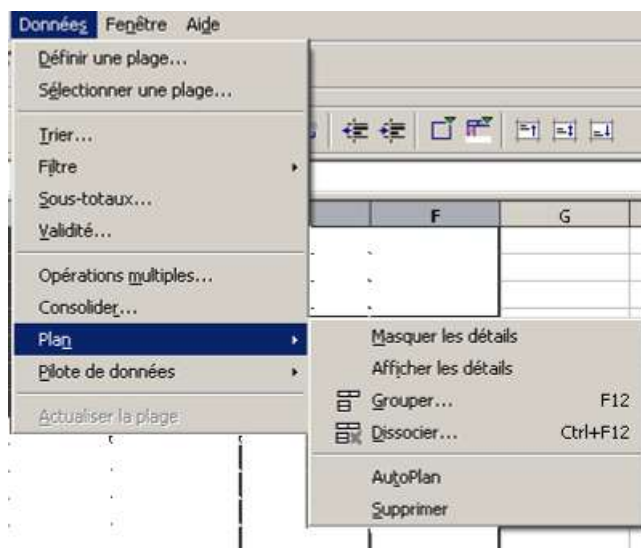 Données Fenêtre Aide
Définir une plage...
Sélectionner une plage...
Trier...
Filtre
Sous-totaux...
Validité...
F G
Opérations multiples...
Consolider...
Plan
Pilote de données
Actualiser la plage
Masquer les détails
Afficher les détails
Grouper... F12
Dissocier... Ctrl+F12
AutoPlan
Supprimer